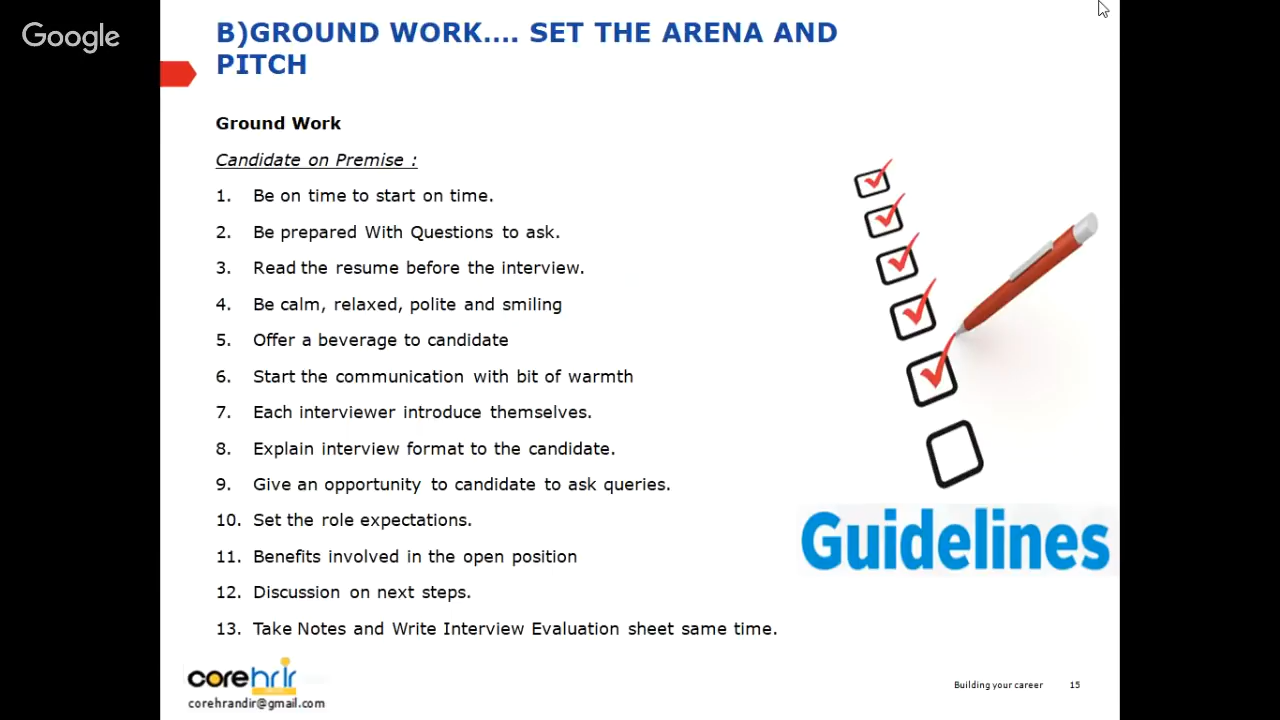 Google
B)GROUND WORK.... SET THE ARENA AND
PITCH
Ground Work
Candidate on Premise :
1. Be on time to start on time.
2. Be prepared With Questions to ask.
3. Read the resume before the interview.
4. Be calm, relaxed, polite and smiling
5. Offer a beverage to candidate
6. Start the communication with bit of warmth
7. Each interviewer introduce themselves.
8. Explain interview format to the candidate.
9. Give an opportunity to candidate to ask queries.
10. Set the role expectations.
11. Benefits involved in the open position
12. Discussion on next steps.
13. Take Notes and Write Interview Evaluation sheet same time.
Guidelines
corehrir
corehrandir@gmail.com
Building your career 15